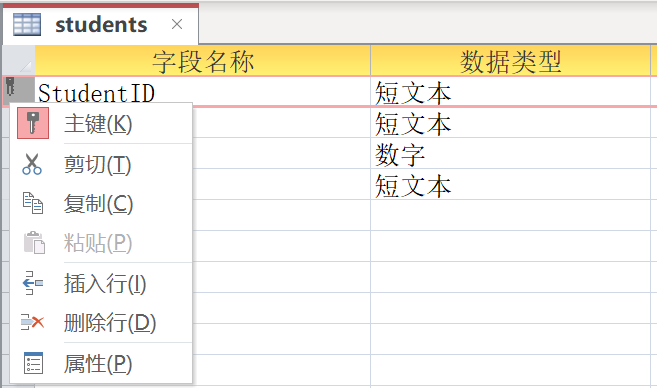 students
字段名称 数据类型
StudentID 短文本
主键(K) 短文本
剪切(T) 数字
复制(C) 短文本
粘贴(P)
插入行(I)
删除行(D)
属性(P)